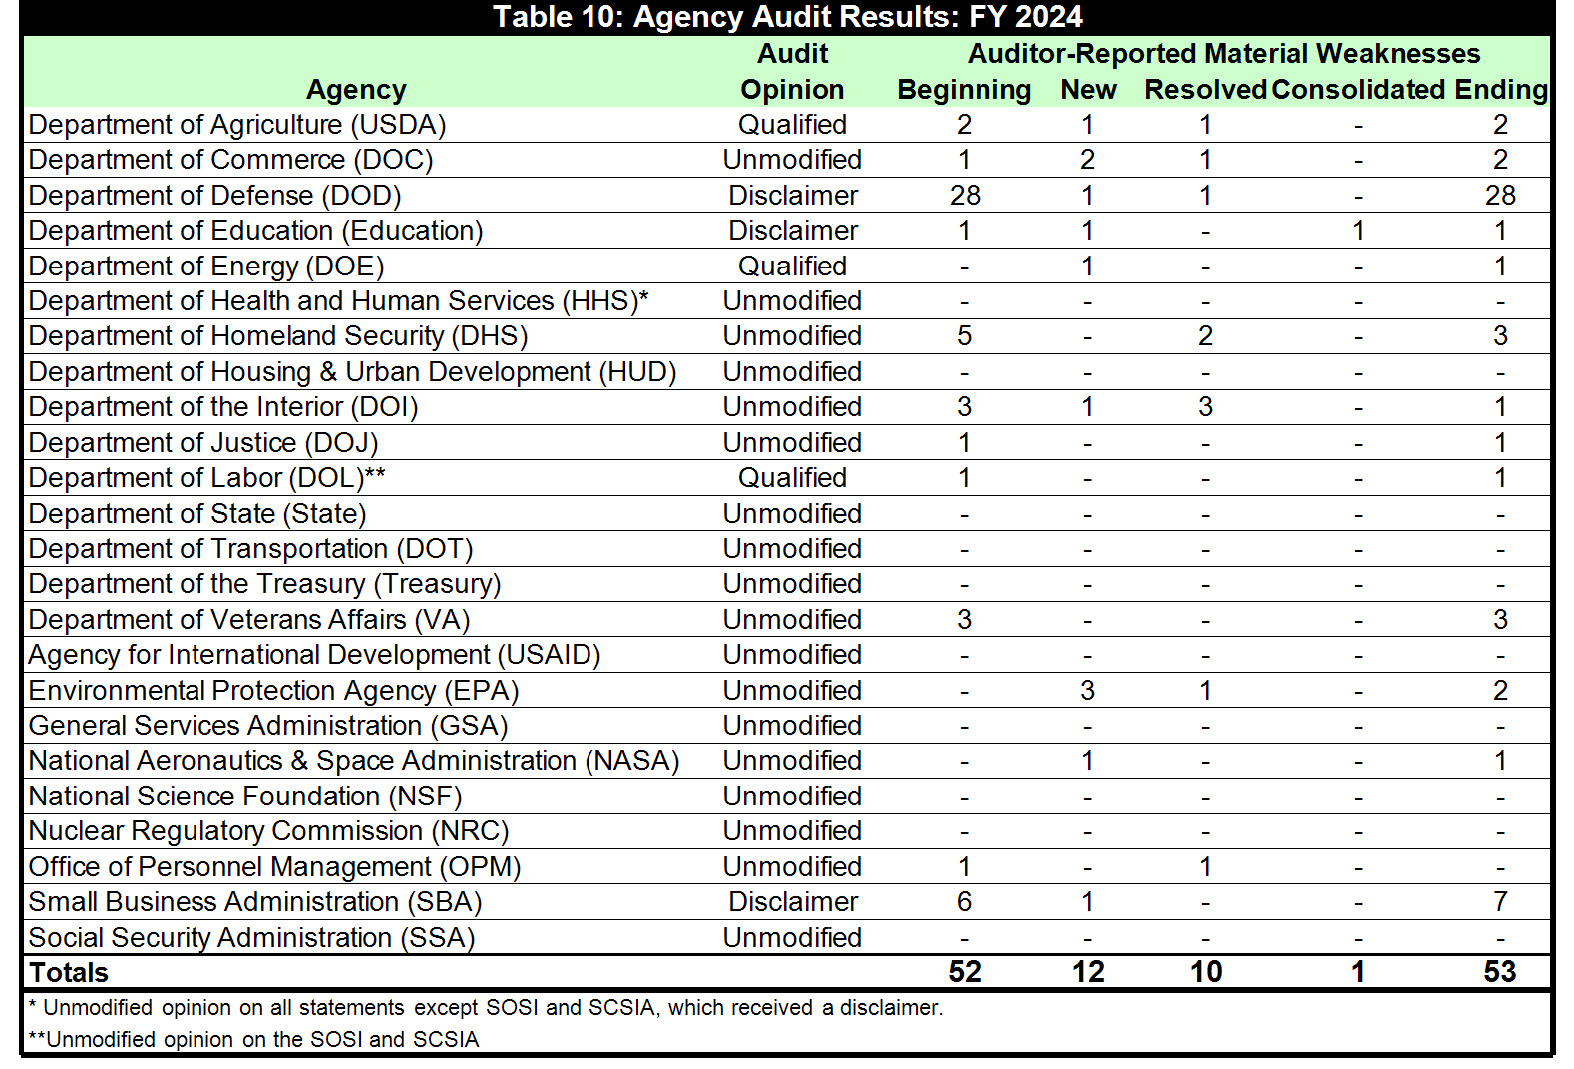 Table 10: Agency Audit Results: FY 2024
Audit Auditor-Reported Material Weaknesses
Agency Opinion Beginning New Resolved Consolidated Ending
Department of Agriculture (USDA) Qualified 2 1 1 - 2
Department of Commerce (DOC) Unmodified 1 2 1 - 2
Department of Defense (DOD) Disclaimer 28 1 1 - 28
Department of Education (Education) Disclaimer 1 1 - 1 1
Department of Energy (DOE) Qualified - 1 - - 1
Department of Health and Human Services (HHS)* Unmodified - - - - -
Department of Homeland Security (DHS) Unmodified 5 - 2 - 3
Department of Housing & Urban Development (HUD) Unmodified - - - - -
Department of the Interior (DOI) Unmodified 3 1 3 - 1
Department of Justice (DOJ) Unmodified 1 - - - 1
Department of Labor (DOL)** Qualified 1 - - - 1
Department of State (State) Unmodified - - - - -
Department of Transportation (DOT) Unmodified - - - - -
Department of the Treasury (Treasury) Unmodified - - - - -
Department of Veterans Affairs (VA) Unmodified 3 - - - 3
Agency for International Development (USAID) Unmodified - - - - -
Environmental Protection Agency (EPA) Unmodified - 3 1 - 2
General Services Administration (GSA) Unmodified - - - - -
National Aeronautics & Space Administration (NASA) Unmodified - 1 - - 1
National Science Foundation (NSF) Unmodified - - - - -
Nuclear Regulatory Commission (NRC) Unmodified - - - - -
Office of Personnel Management (OPM) Unmodified 1 - 1 - -
Small Business Administration (SBA) Disclaimer 6 1 - - 7
Social Security Administration (SSA) Unmodified - - - - -
Totals 52 12 10 1 53
* Unmodified opinion on all statements except SOSI and SCSIA, which received a disclaimer.
**Unmodified opinion on the SOSI and SCSIA